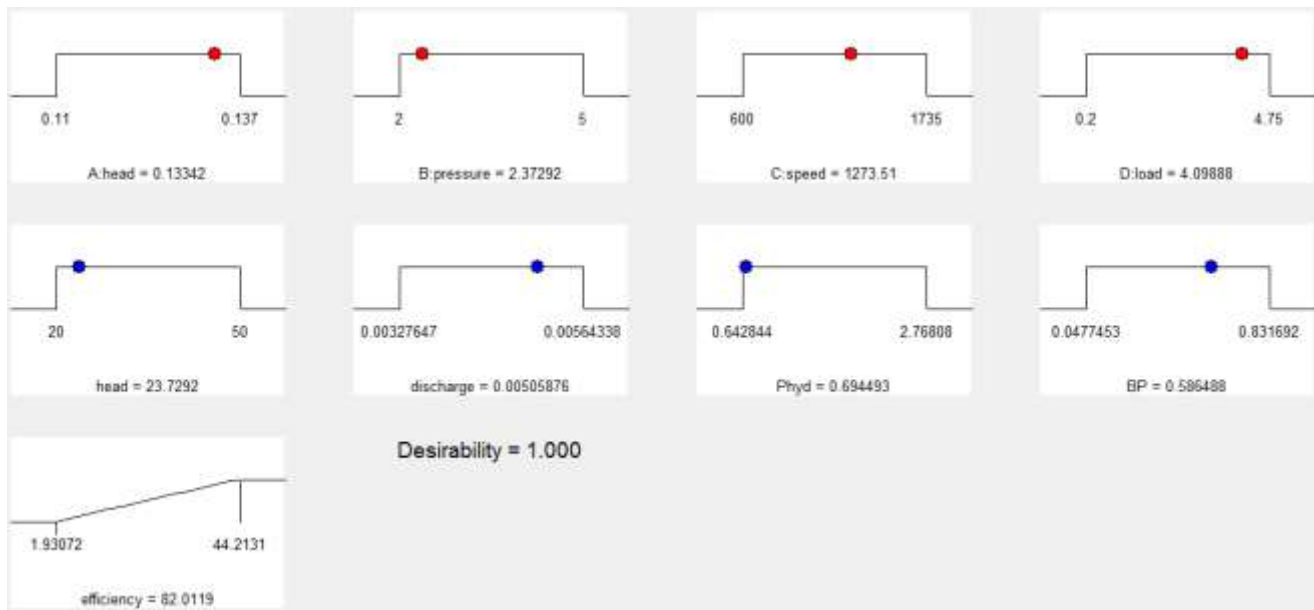 0.11 0.137 2 5 600 1735 0.2 4.75
A:head = 0.13342 B:pressure = 2.37292 C:speed = 1273.51 D:load = 4.09888
20 50 0.00327647 0.00564338 0.642844 2.76808 0.0477453 0.831692
head = 23.7292 discharge = 0.00505876 Phyd = 0.694493 BP = 0.586488
Desirability = 1.000
1.93072 44.2131
efficiency = 82.0119